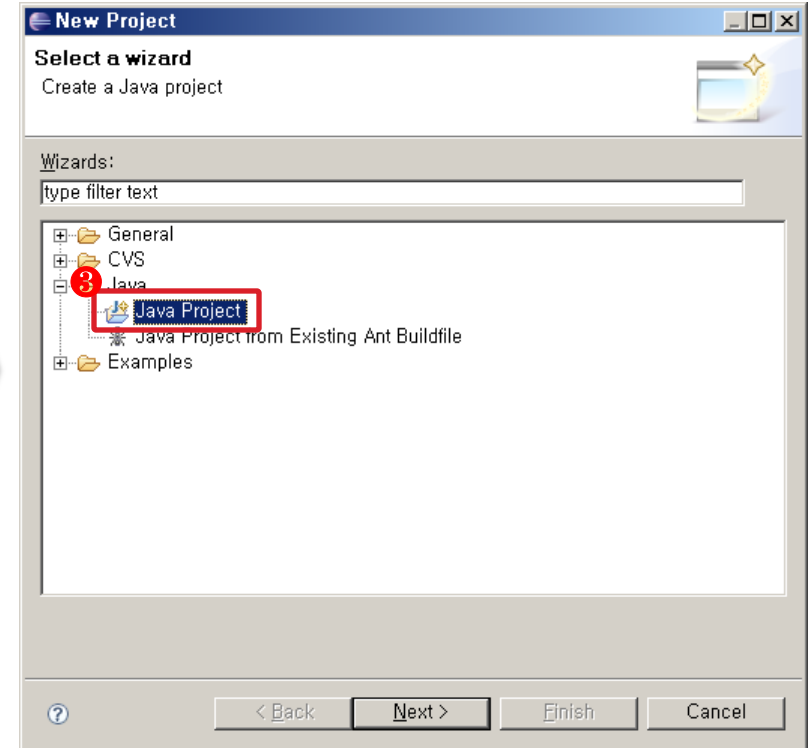 New Project
Select a wizard
Create a Java project
Wizards:
type filter text
General
CVS
3
Java
Java Project
Java Project from Existing Ant Buildfile
Examples
?
< Back
Next >
Finish
Cancel